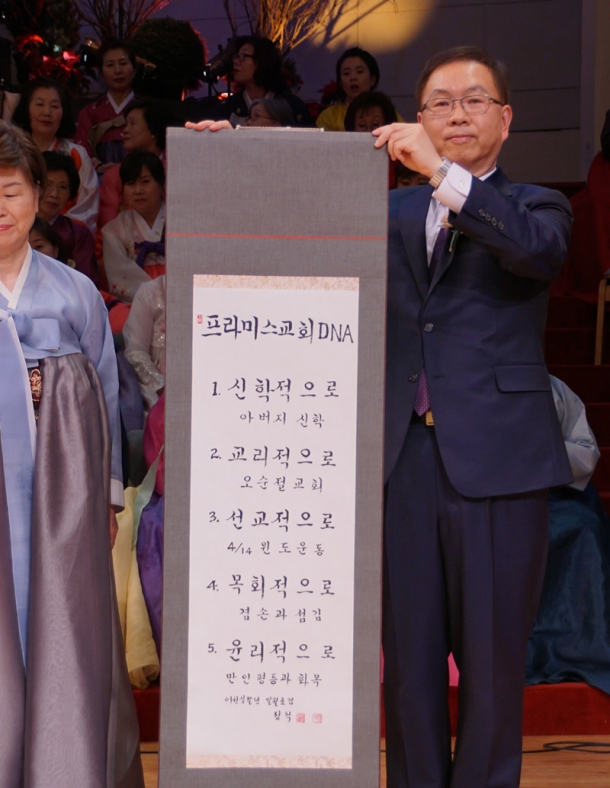 프라미스교회 DNA
1. 신학적으로
아버지 신학
2. 교리적으로
오순절교회
3. 선교적으로
4/14 윈도운동
4. 목회적으로
겸손과 섬김
5. 윤리적으로
만인평등과 화목